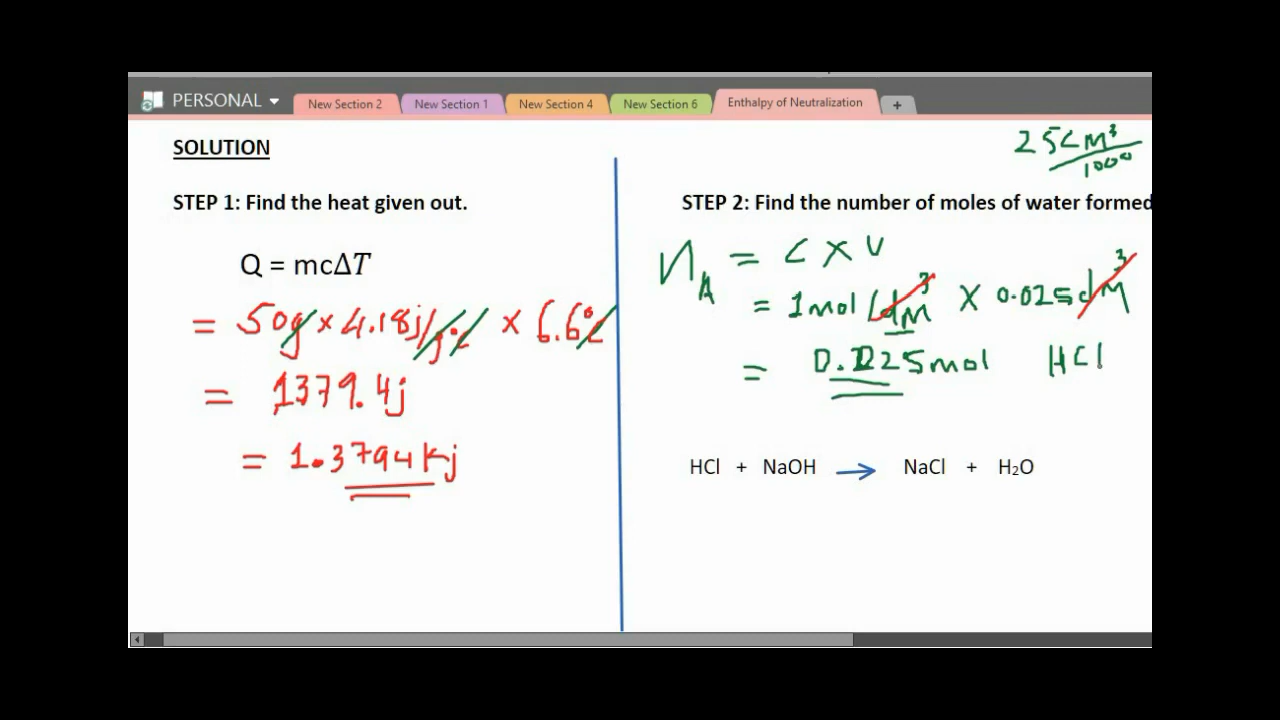 PERSONAL
New Section 2
New Section 1
New Section 4
New Section 6
Enthalpy of Neutralization
+
SOLUTION
STEP 1: Find the heat given out.
Q = mcΔT
= 50g × 4.18j/g°c × 6.6°c
= 1379.4j
= 1.3794kj
25cm³
1000
STEP 2: Find the number of moles of water formed
nA = C × V
= 1mol/dm³ × 0.025dm³
= 0.025mol HCl
HCl + NaOH → NaCl + H₂O